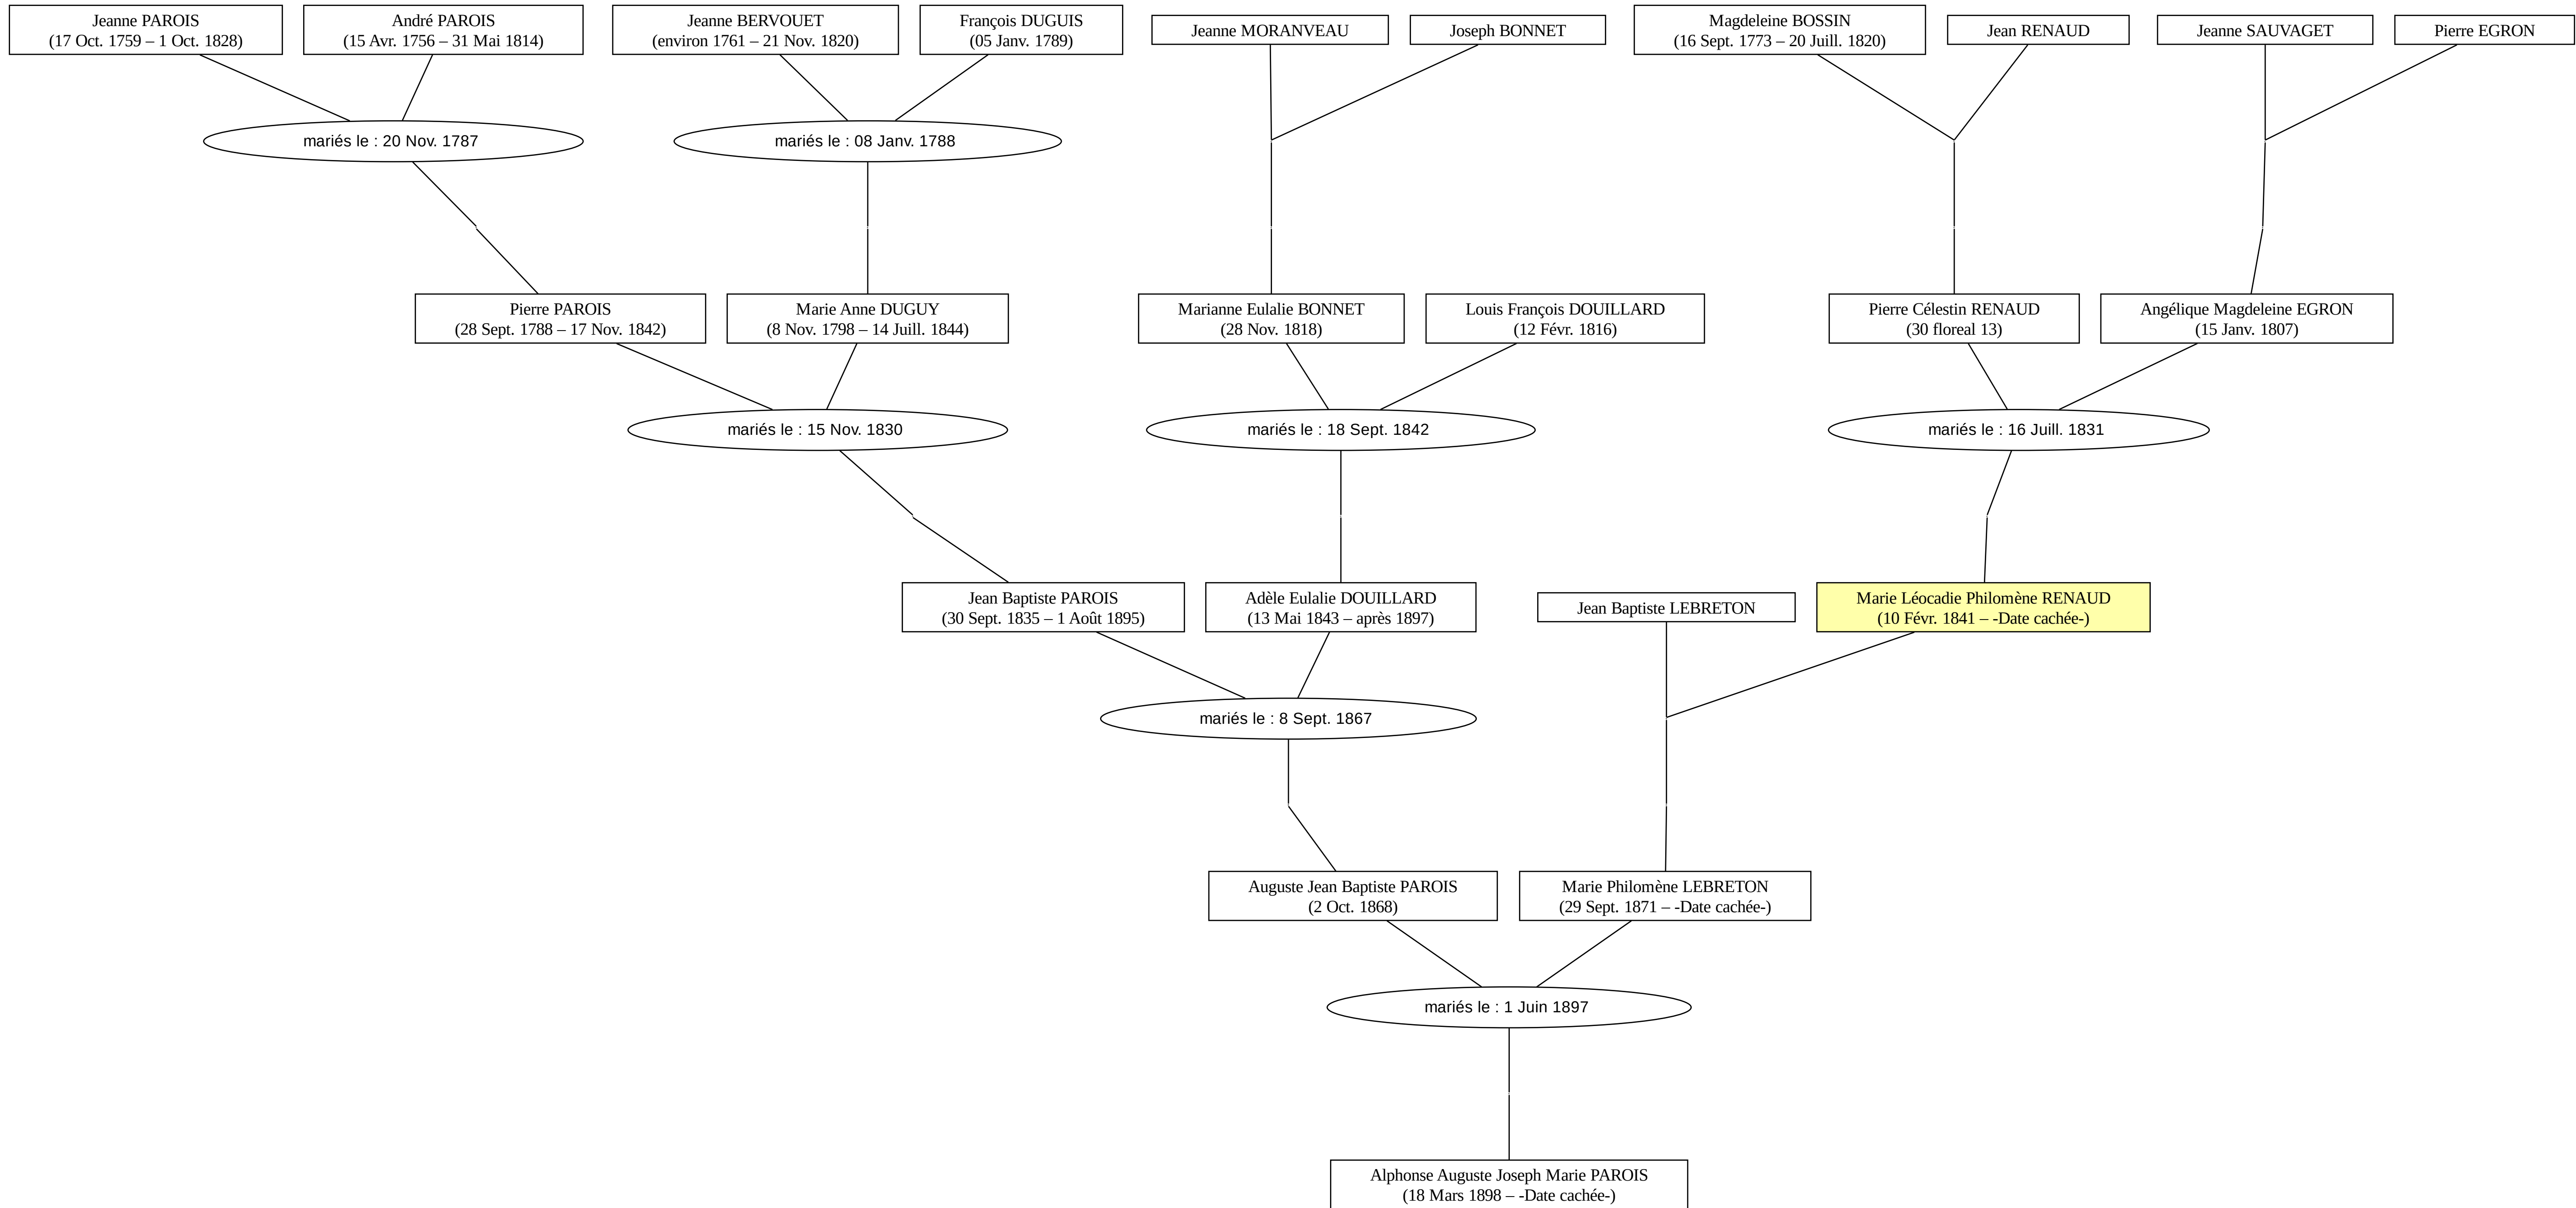 Jeanne PAROIS
(17 Oct. 1759 – 1 Oct. 1828)
André PAROIS
(15 Avr. 1756 – 31 Mai 1814)
Jeanne BERVOUET
(environ 1761 – 21 Nov. 1820)
François DUGUIS
(05 Janv. 1789)
Jeanne MORANVEAU
Joseph BONNET
Magdeleine BOSSIN
(16 Sept. 1773 – 20 Juill. 1820)
Jean RENAUD
Jeanne SAUVAGET
Pierre EGRON
mariés le : 20 Nov. 1787
mariés le : 08 Janv. 1788
Pierre PAROIS
(28 Sept. 1788 – 17 Nov. 1842)
Marie Anne DUGUY
(8 Nov. 1798 – 14 Juill. 1844)
Marianne Eulalie BONNET
(28 Nov. 1818)
Louis François DOUILLARD
(12 Févr. 1816)
Pierre Célestin RENAUD
(30 floreal 13)
Angélique Magdeleine EGRON
(15 Janv. 1807)
mariés le : 15 Nov. 1830
mariés le : 18 Sept. 1842
mariés le : 16 Juill. 1831
Jean Baptiste PAROIS
(30 Sept. 1835 – 1 Août 1895)
Adèle Eulalie DOUILLARD
(13 Mai 1843 – après 1897)
Jean Baptiste LEBRETON
Marie Léocadie Philomène RENAUD
(10 Févr. 1841 – -Date cachée-)
mariés le : 8 Sept. 1867
Auguste Jean Baptiste PAROIS
(2 Oct. 1868)
Marie Philomène LEBRETON
(29 Sept. 1871 – -Date cachée-)
mariés le : 1 Juin 1897
Alphonse Auguste Joseph Marie PAROIS
(18 Mars 1898 – -Date cachée-)